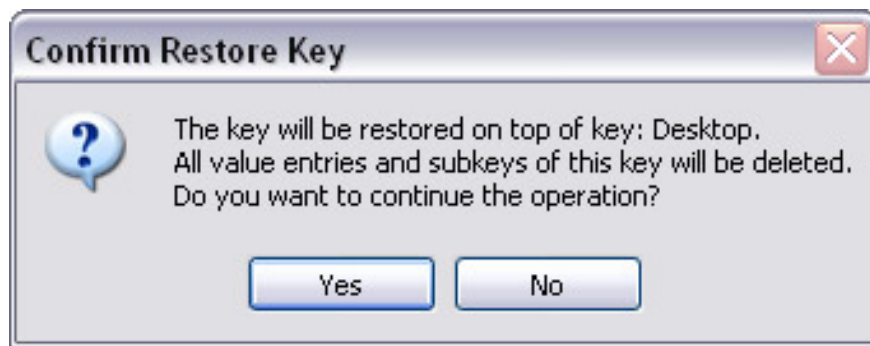 Confirm Restore Key
The key will be restored on top of key: Desktop.
All value entries and subkeys of this key will be deleted.
Do you want to continue the operation?
Yes No